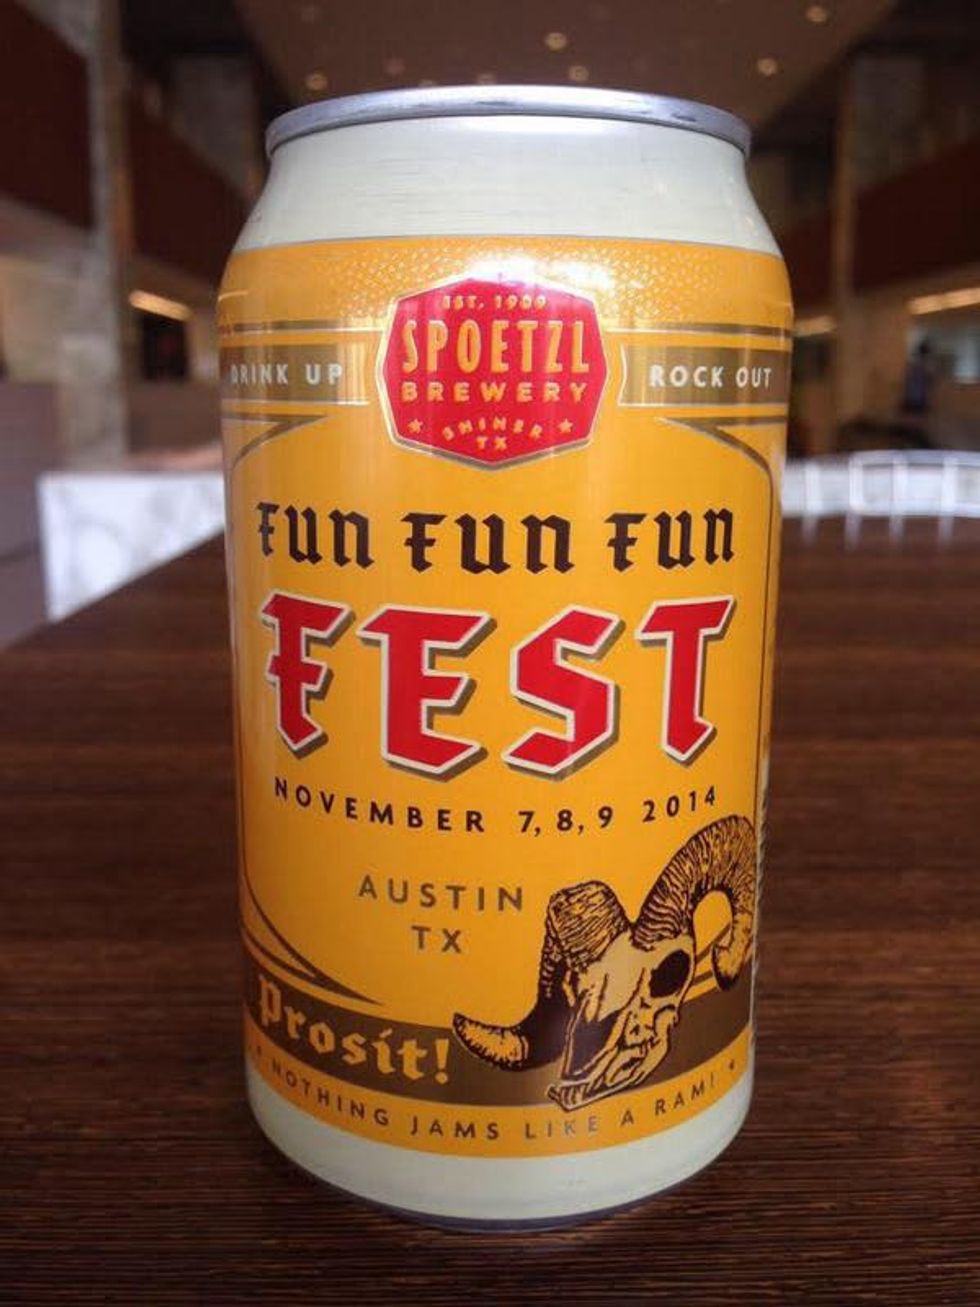 EST. 1909
SPOETZL
BREWERY
SHINER
TX
DRINK UP
ROCK OUT
FUN FUN FUN
FEST
NOVEMBER 7, 8, 9 2014
AUSTIN
TX
Prosit!
NOTHING JAMS LIKE A RAM!